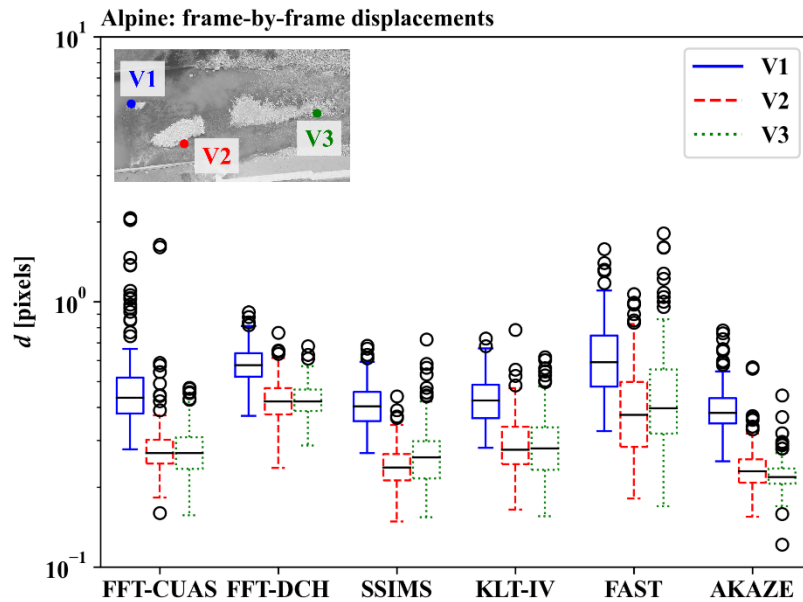 Alpine: frame-by-frame displacements
10¹
10⁰
10⁻¹
d [pixels]
V1
V2
V3
V1
V2
V3
FFT-CUAS FFT-DCH SSIMS KLT-IV FAST AKAZE